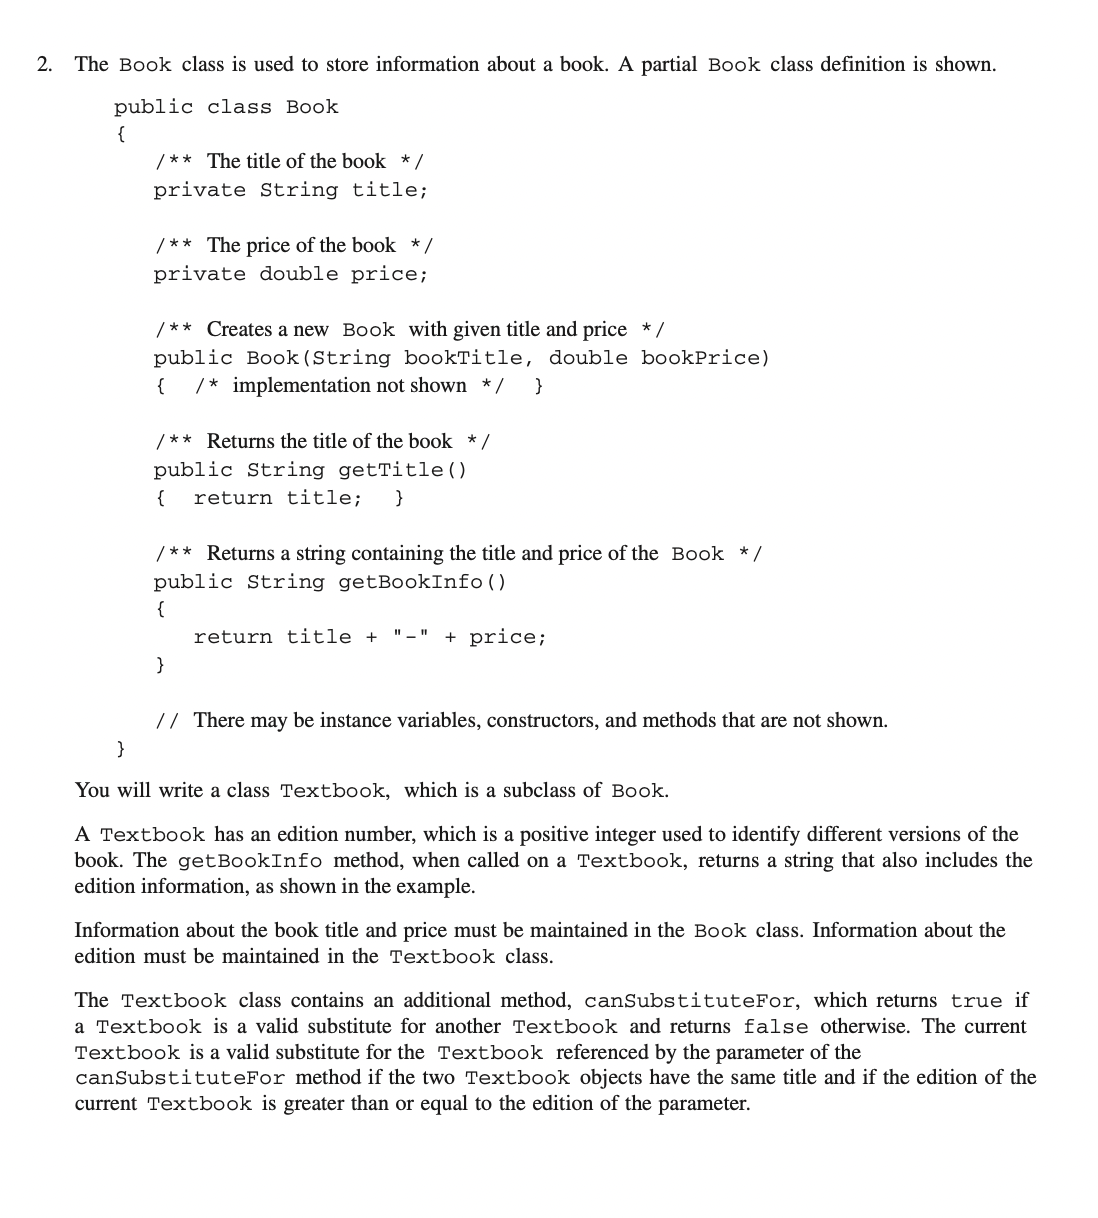 2. The Book class is used to store information about a book. A partial Book class definition is shown.
public class Book
{
/** The title of the book */
private String title;
/** The price of the book */
private double price;
/** Creates a new Book with given title and price */
public Book(String bookTitle, double bookPrice)
{ /* implementation not shown */ }
/** Returns the title of the book */
public String getTitle()
{ return title; }
/** Returns a string containing the title and price of the Book */
public String getBookInfo()
{
return title + "-" + price;
}
// There may be instance variables, constructors, and methods that are not shown.
}
You will write a class Textbook, which is a subclass of Book.
A Textbook has an edition number, which is a positive integer used to identify different versions of the
book. The getBookInfo method, when called on a Textbook, returns a string that also includes the
edition information, as shown in the example.
Information about the book title and price must be maintained in the Book class. Information about the
edition must be maintained in the Textbook class.
The Textbook class contains an additional method, canSubstituteFor, which returns true if
a Textbook is a valid substitute for another Textbook and returns false otherwise. The current
Textbook is a valid substitute for the Textbook referenced by the parameter of the
canSubstituteFor method if the two Textbook objects have the same title and if the edition of the
current Textbook is greater than or equal to the edition of the parameter.